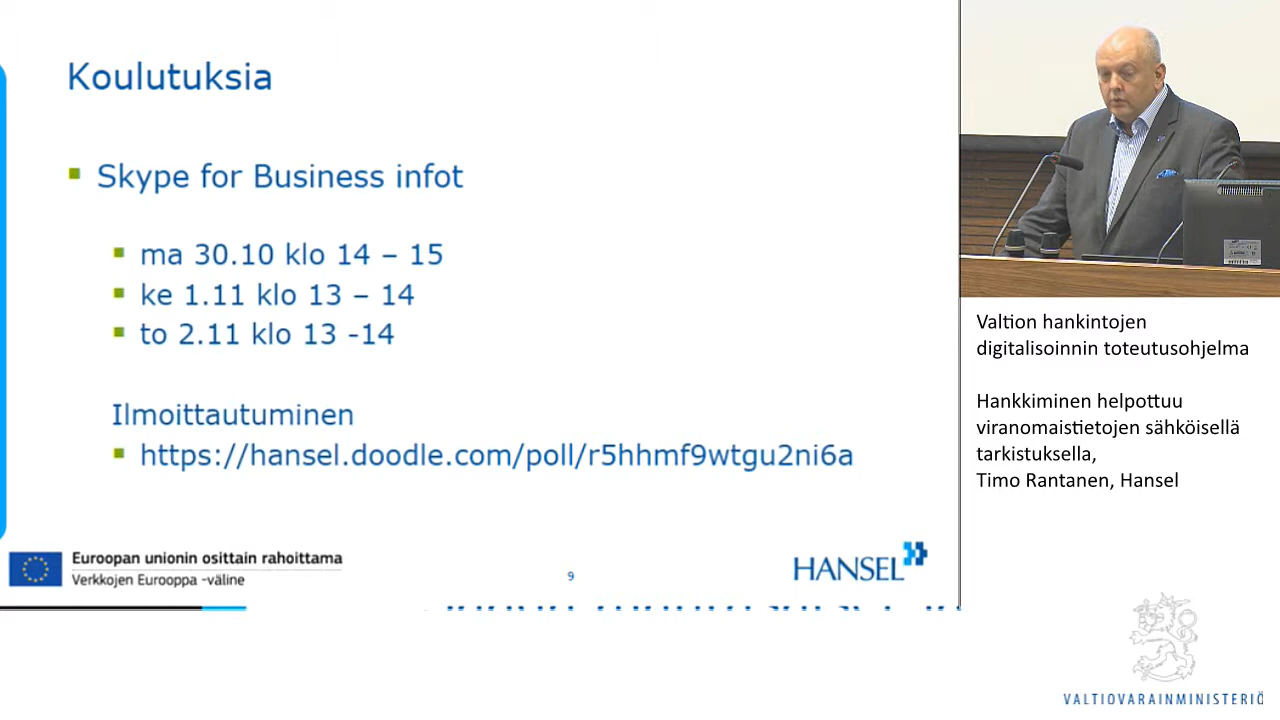 Koulutuksia
Skype for Business infot
ma 30.10 klo 14 – 15
ke 1.11 klo 13 – 14
to 2.11 klo 13 -14
Ilmoittautuminen
https://hansel.doodle.com/poll/r5hhmf9wtgu2ni6a
Euroopan unionin osittain rahoittama
Verkkojen Eurooppa -väline
9
HANSEL
Valtion hankintojen
digitalisoinnin toteutusohjelma
Hankkiminen helpottuu
viranomaistietojen sähköisellä
tarkistuksella,
Timo Rantanen, Hansel
VALTIOVARAINMINISTERIÖ